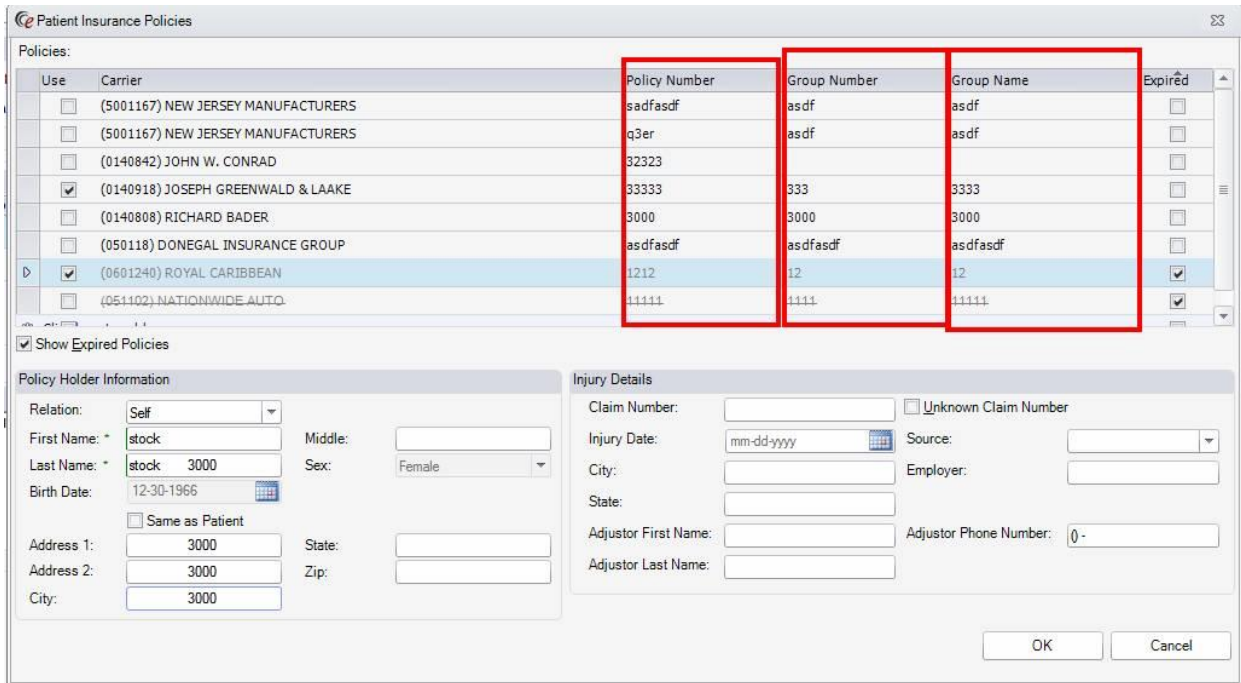 Patient Insurance Policies
Policies:
Use Carrier Policy Number Group Number Group Name Expired
(5001167) NEW JERSEY MANUFACTURERS sadfasdf asdf asdf
(5001167) NEW JERSEY MANUFACTURERS q3er asdf asdf
(0140842) JOHN W. CONRAD 32323
(0140918) JOSEPH GREENWALD & LAAKE 33333 333 3333
(0140808) RICHARD BADER 3000 3000 3000
(050118) DONEGAL INSURANCE GROUP asdfasdf asdfasdf asdfasdf
(0601240) ROYAL CARIBBEAN 1212 12 12
(051102) NATIONWIDE AUTO 11111 1111 11111
Show Expired Policies
Policy Holder Information
Relation: Self
First Name: * stock Middle:
Last Name: * stock 3000 Sex: Female
Birth Date: 12-30-1966
Same as Patient
Address 1: 3000 State:
Address 2: 3000 Zip:
City: 3000
Injury Details
Claim Number: Unknown Claim Number
Injury Date: mm-dd-yyyy Source:
City: Employer:
State:
Adjustor First Name: Adjustor Phone Number: () -
Adjustor Last Name:
OK Cancel